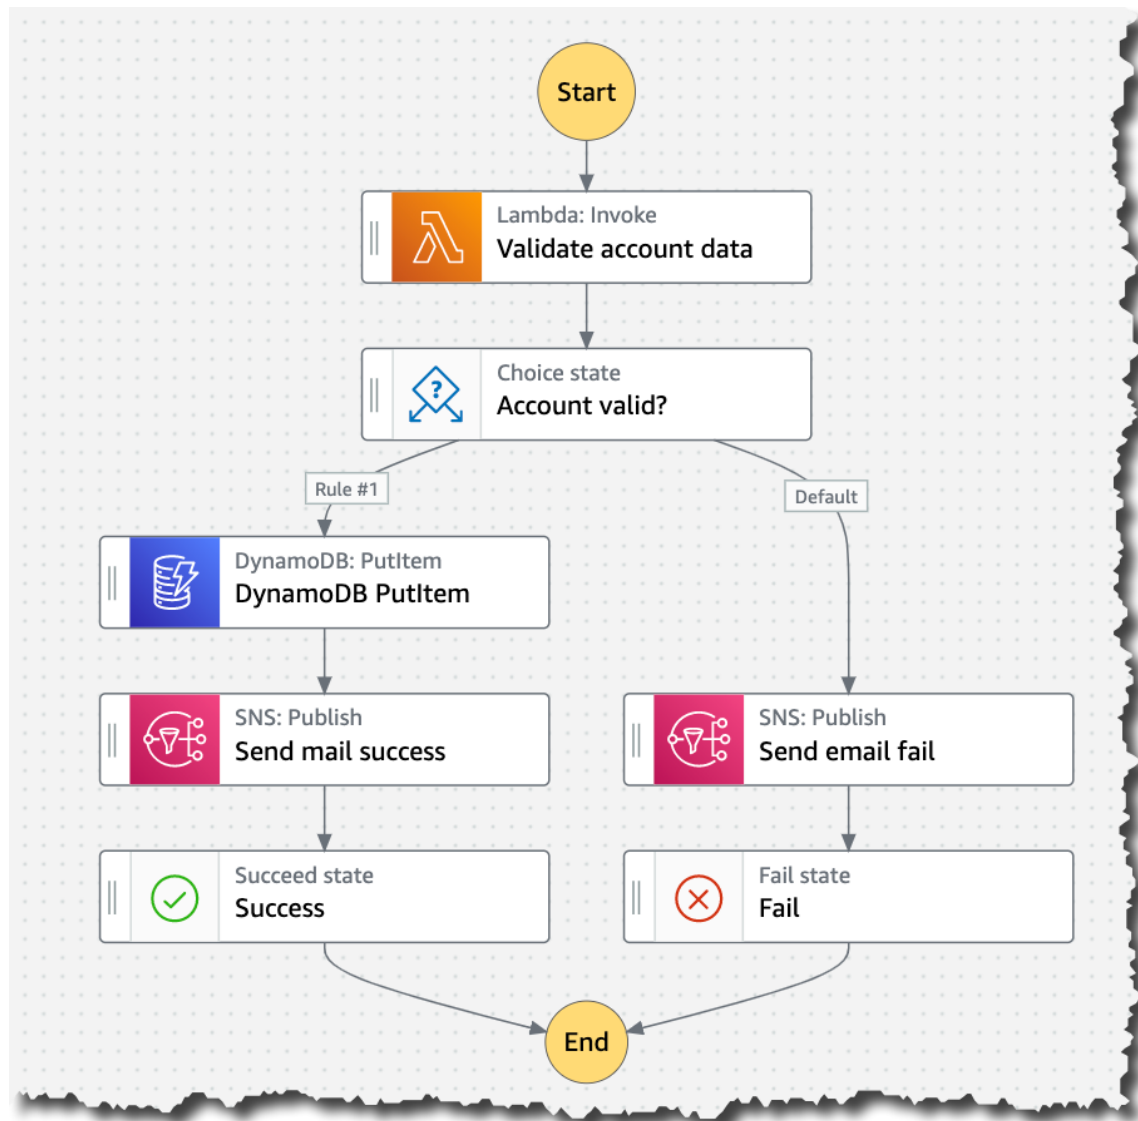 Start
Lambda: Invoke
Validate account data
Choice state
Account valid?
Rule #1
Default
DynamoDB: PutItem
DynamoDB PutItem
SNS: Publish
Send mail success
SNS: Publish
Send email fail
Succeed state
Success
Fail state
Fail
End